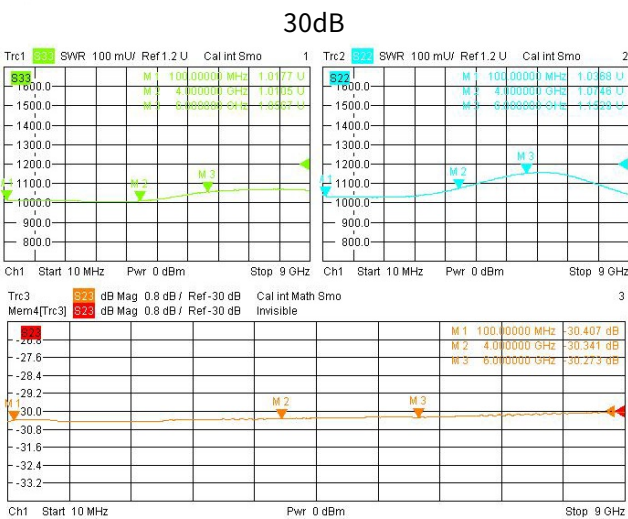 30dB
Trc1 S33 SWR 100 mU/ Ref 1.2 U Cal int Smo 1
S33
M 1 100.00000 MHz 1.0177 U
M 2 4.000000 GHz 1.0105 U
M 3 6.000000 GHz
1600.0
1500.0
1400.0
1300.0
1200.0
1100.0
1000.0
900.0
800.0
M 2
M 3
Ch1 Start 10 MHz Pwr 0 dBm Stop 9 GHz
Trc2 S22 SWR 100 mU/ Ref 1.2 U Cal int Smo 2
S22
M 1 100.00000 MHz 1.0368 U
M 2 4.000000 GHz 1.0746 U
M 3 6.000000 GHz
1600.0
1500.0
1400.0
1300.0
1200.0
1100.0
1000.0
900.0
800.0
1
M 2
M 3
Ch1 Start 10 MHz Pwr 0 dBm Stop 9 GHz
Trc3 S23 dB Mag 0.8 dB / Ref -30 dB Cal int Math Smo 3
Mem4[Trc3] S23 dB Mag 0.8 dB / Ref -30 dB Invisible
S23
M 1 100.00000 MHz -30.407 dB
M 2 4.000000 GHz -30.341 dB
M 3 6.000000 GHz -30.273 dB
-26.8
-27.6
-28.4
-29.2
-30.0
-30.8
-31.6
-32.4
-33.2
M 1
M 2
M 3
Ch1 Start 10 MHz Pwr 0 dBm Stop 9 GHz